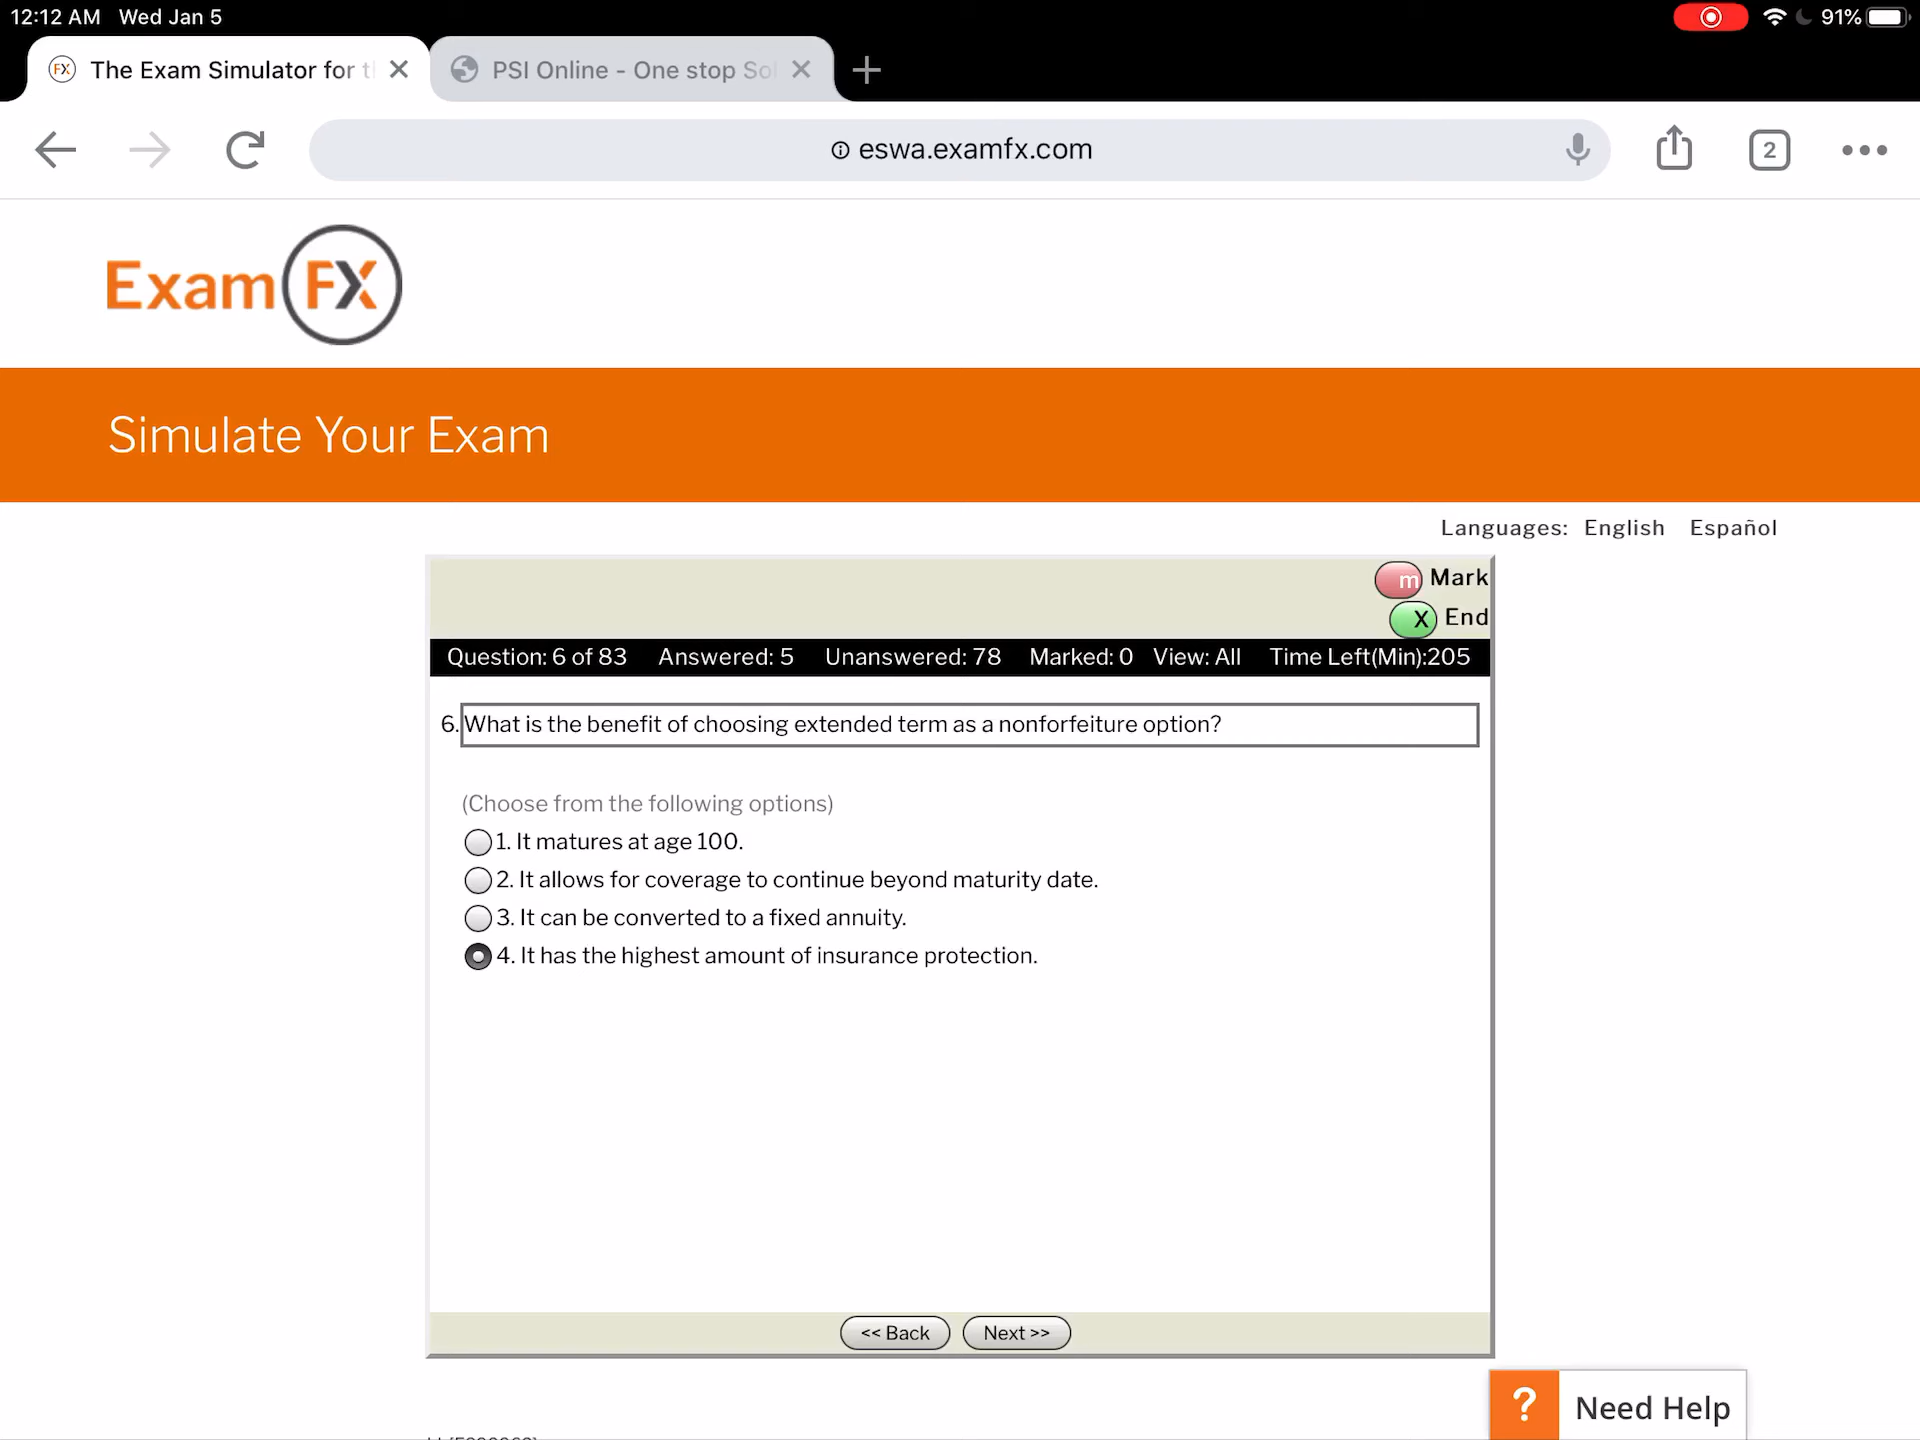 12:12 AM Wed Jan 5
91%
FX The Exam Simulator for t
PSI Online - One stop Sol
eswa.examfx.com
2
Exam FX
Simulate Your Exam
Languages: English Español
m Mark
X End
Question: 6 of 83 Answered: 5 Unanswered: 78 Marked: 0 View: All Time Left(Min):205
6. What is the benefit of choosing extended term as a nonforfeiture option?
(Choose from the following options)
1. It matures at age 100.
2. It allows for coverage to continue beyond maturity date.
3. It can be converted to a fixed annuity.
4. It has the highest amount of insurance protection.
<< Back Next >>
? Need Help